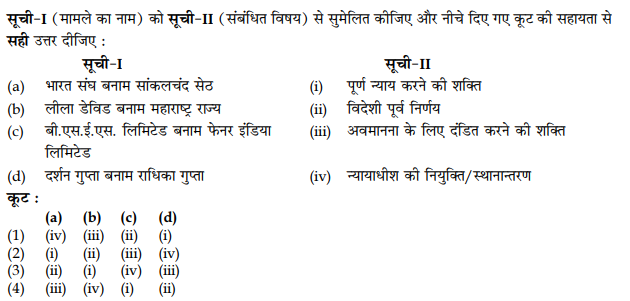 सूची-I (मामले का नाम) को सूची-II (संबंधित विषय) से सुमेलित कीजिए और नीचे दिए गए कूट की सहायता से
सही उत्तर दीजिए :
सूची-I सूची-II
(a) भारत संघ बनाम सांकलचंद सेठ (i) पूर्ण न्याय करने की शक्ति
(b) लीला डेविड बनाम महाराष्ट्र राज्य (ii) विदेशी पूर्व निर्णय
(c) बी.एस.ई.एस. लिमिटेड बनाम फेनर इंडिया (iii) अवमानना के लिए दंडित करने की शक्ति
लिमिटेड
(d) दर्शन गुप्ता बनाम राधिका गुप्ता (iv) न्यायाधीश की नियुक्ति/स्थानान्तरण
कूट :
(a) (b) (c) (d)
(1) (iv) (iii) (ii) (i)
(2) (i) (ii) (iii) (iv)
(3) (ii) (i) (iv) (iii)
(4) (iii) (iv) (i) (ii)